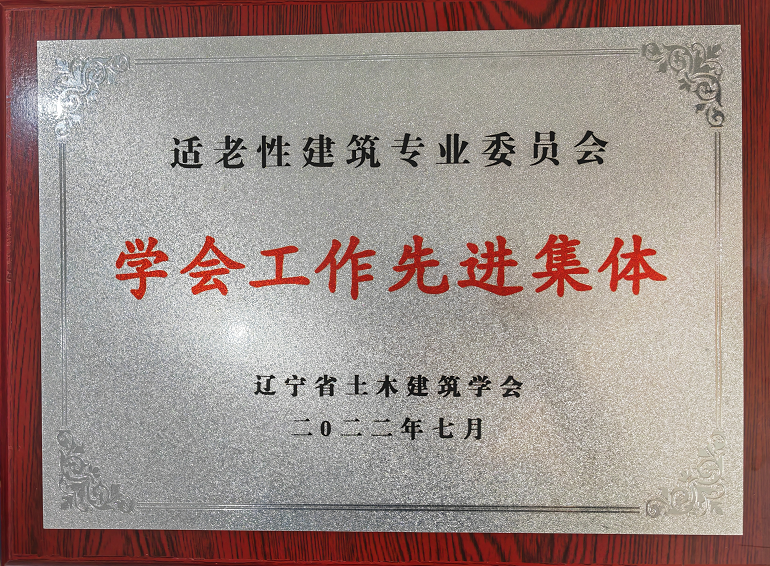 适老性建筑专业委员会
学会工作先进集体
辽宁省土木建筑学会
二0二二年七月